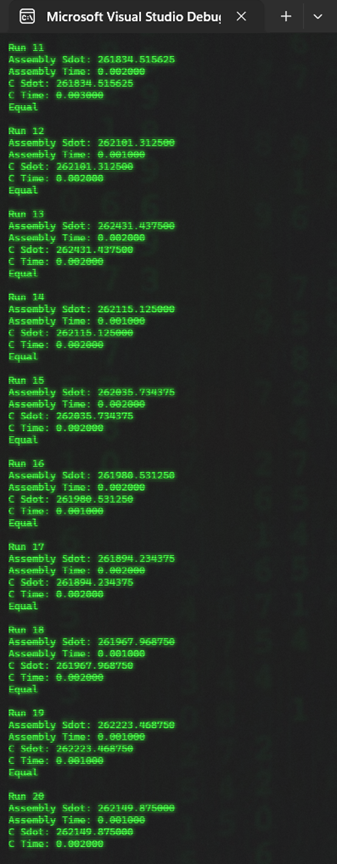 Microsoft Visual Studio Debug
Run 11
Assembly Sdot: 261834.515625
Assembly Time: 0.002000
C Sdot: 261834.515625
C Time: 0.003000
Equal
Run 12
Assembly Sdot: 262101.312500
Assembly Time: 0.001000
C Sdot: 262101.312500
C Time: 0.002000
Equal
Run 13
Assembly Sdot: 262431.437500
Assembly Time: 0.002000
C Sdot: 262431.437500
C Time: 0.002000
Equal
Run 14
Assembly Sdot: 262115.125000
Assembly Time: 0.001000
C Sdot: 262115.125000
C Time: 0.002000
Equal
Run 15
Assembly Sdot: 262035.734375
Assembly Time: 0.002000
C Sdot: 262035.734375
C Time: 0.002000
Equal
Run 16
Assembly Sdot: 261980.531250
Assembly Time: 0.002000
C Sdot: 261980.531250
C Time: 0.001000
Equal
Run 17
Assembly Sdot: 261894.234375
Assembly Time: 0.002000
C Sdot: 261894.234375
C Time: 0.002000
Equal
Run 18
Assembly Sdot: 261967.968750
Assembly Time: 0.001000
C Sdot: 261967.968750
C Time: 0.002000
Equal
Run 19
Assembly Sdot: 262223.468750
Assembly Time: 0.001000
C Sdot: 262223.468750
C Time: 0.001000
Equal
Run 20
Assembly Sdot: 262149.875000
Assembly Time: 0.001000
C Sdot: 262149.875000
C Time: 0.002000